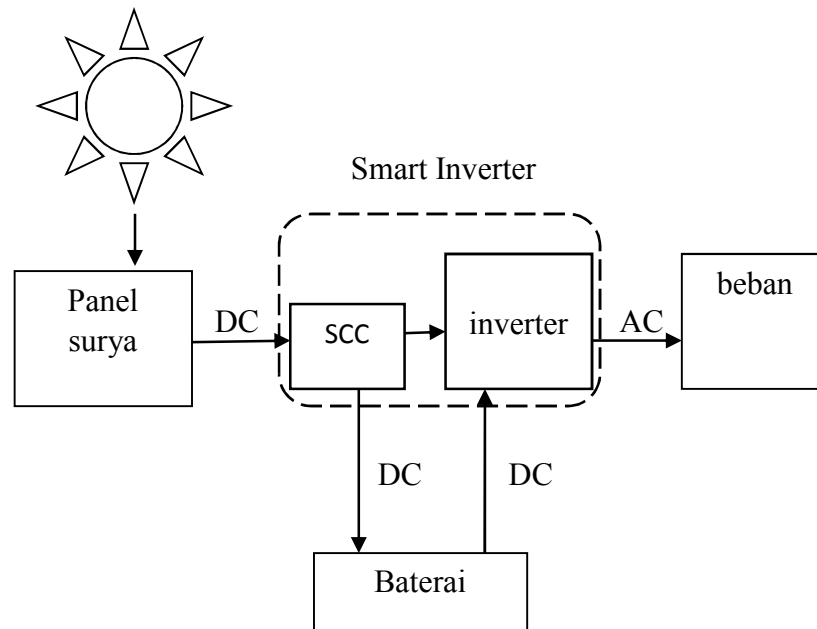 Smart Inverter
Panel
surya
DC
SCC
inverter
AC
beban
DC
DC
Baterai